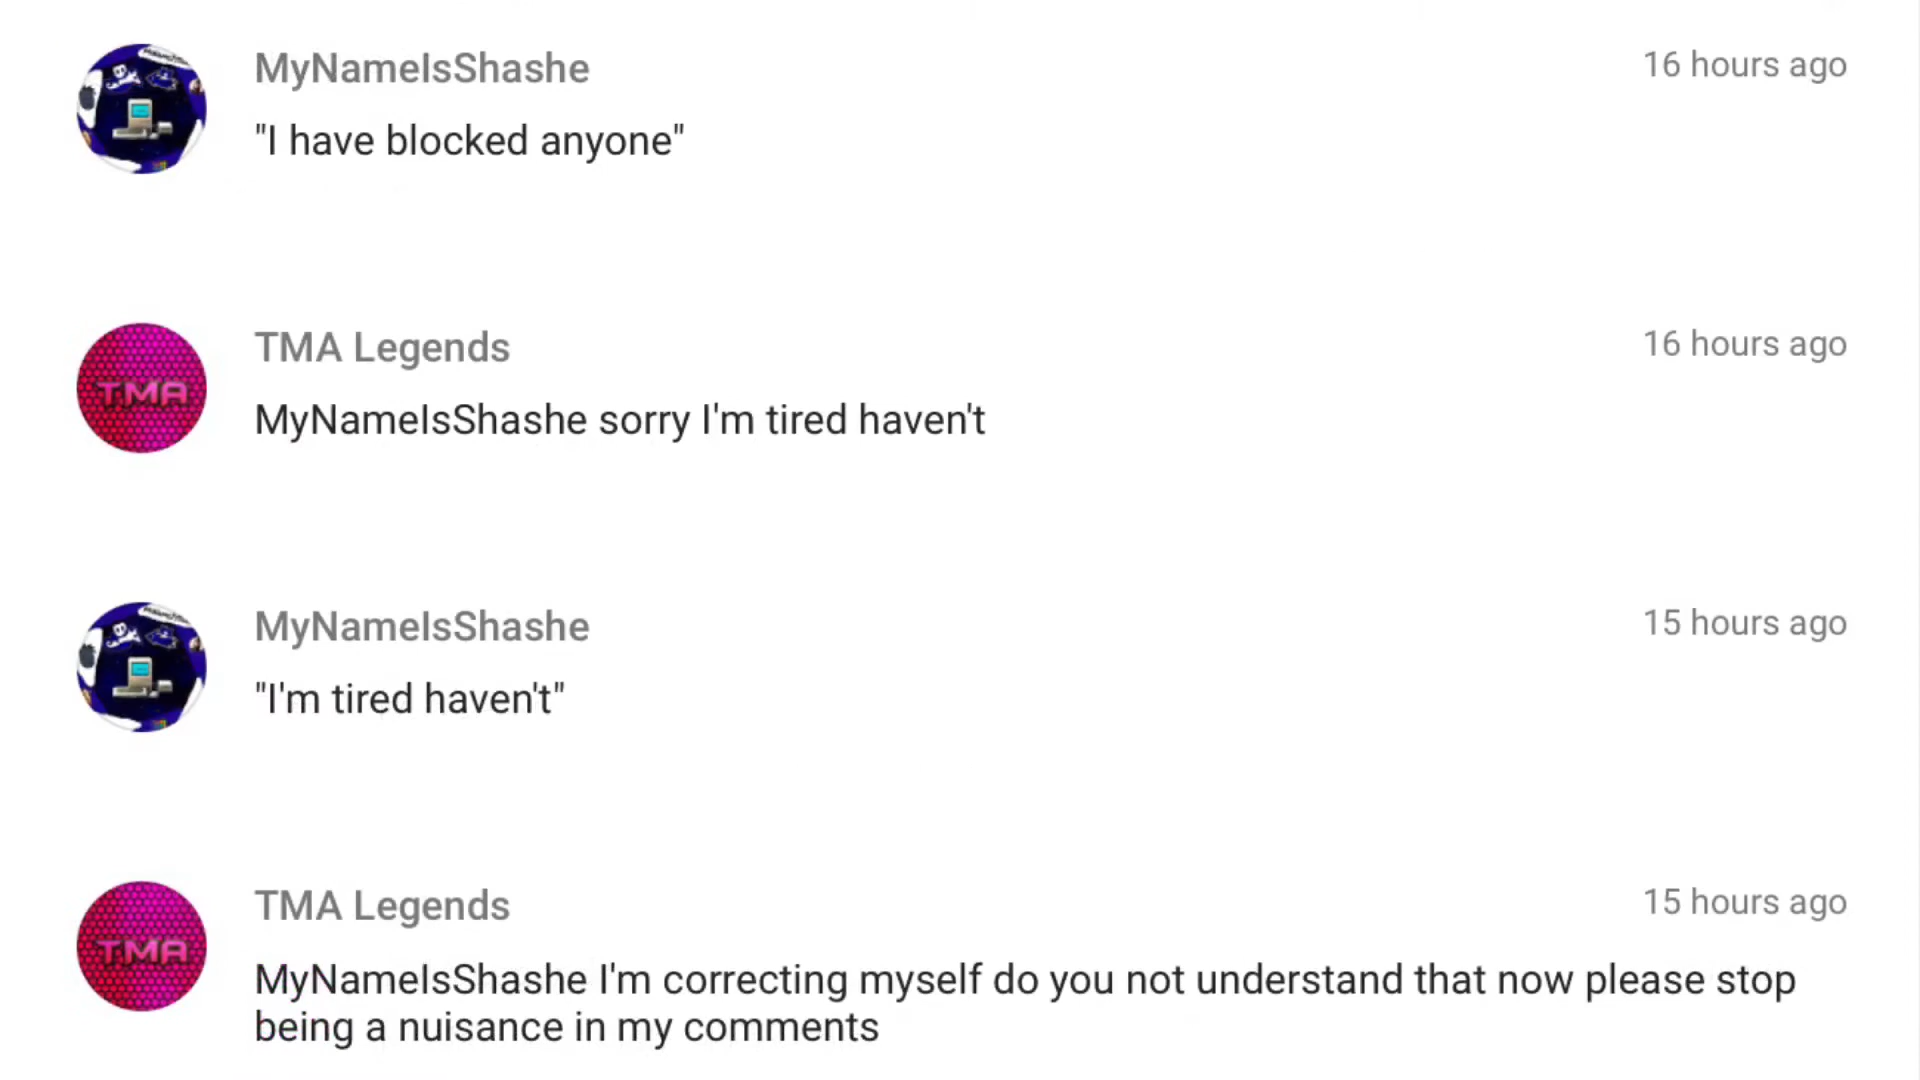 MyNameIsShashe
16 hours ago
"I have blocked anyone"
TMA Legends
16 hours ago
TMA
MyNameIsShashe sorry I'm tired haven't
MyNameIsShashe
15 hours ago
"I'm tired haven't"
TMA Legends
15 hours ago
TMA
MyNameIsShashe I'm correcting myself do you not understand that now please stop
being a nuisance in my comments